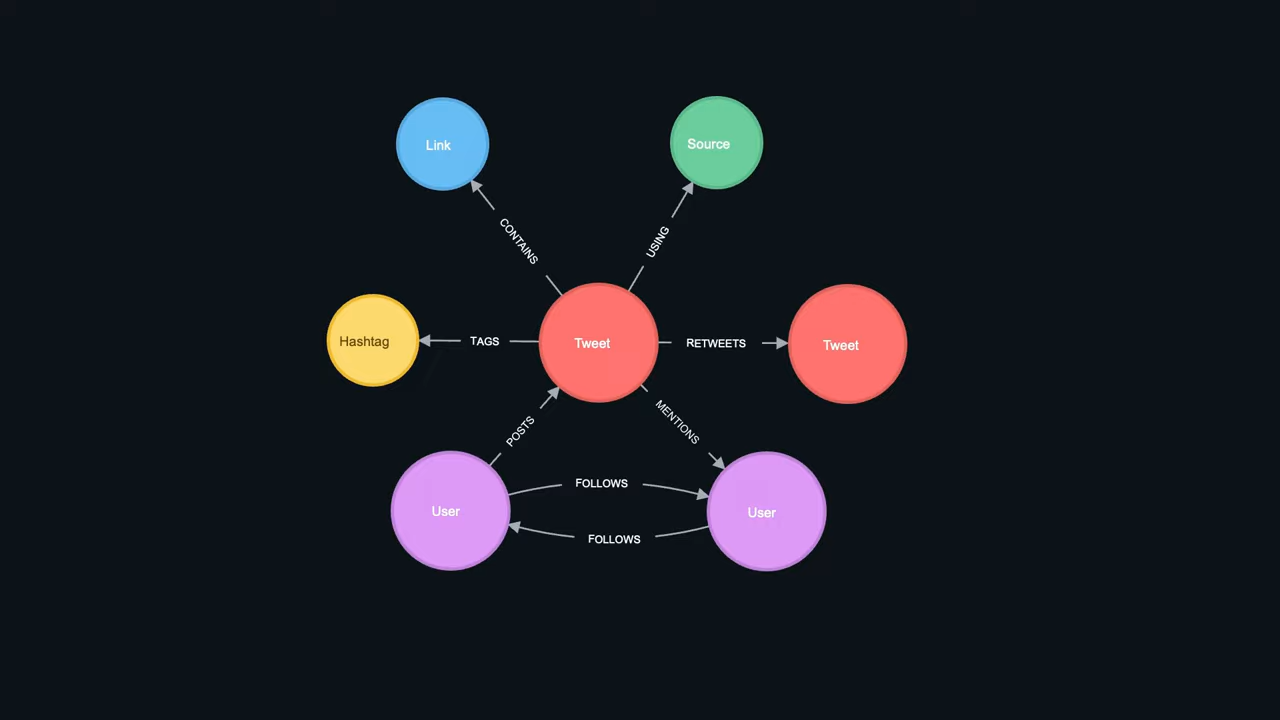 Link
Source
CONTAINS
USING
Hashtag
TAGS
Tweet
RETWEETS
Tweet
POSTS
MENTIONS
User
FOLLOWS
User
FOLLOWS